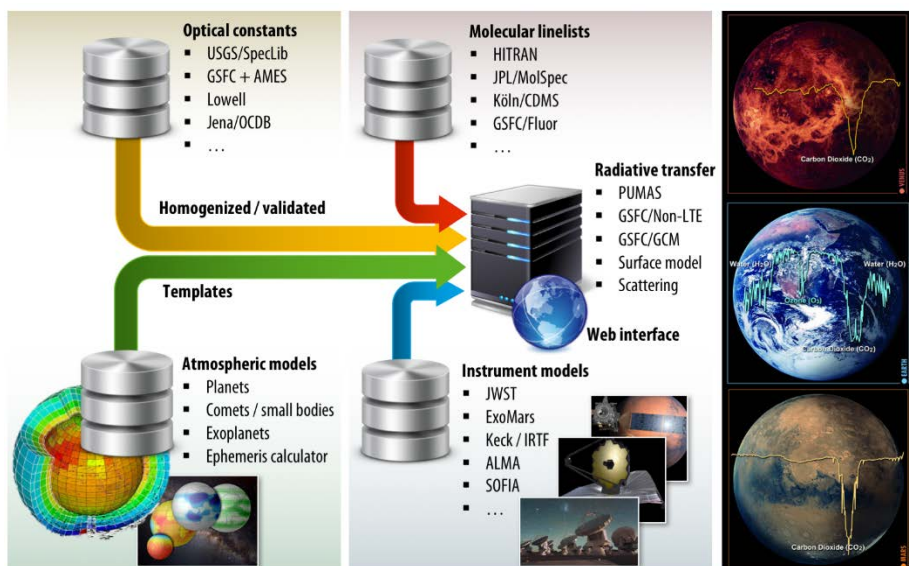 Optical constants
▪ USGS/SpecLib
▪ GSFC + AMES
▪ Lowell
▪ Jena/OCDB
▪ …
Molecular linelists
▪ HITRAN
▪ JPL/MolSpec
▪ Köln/CDMS
▪ GSFC/Fluor
▪ …
Homogenized / validated
Templates
Radiative transfer
▪ PUMAS
▪ GSFC/Non-LTE
▪ GSFC/GCM
▪ Surface model
▪ Scattering
Web interface
Atmospheric models
▪ Planets
▪ Comets / small bodies
▪ Exoplanets
▪ Ephemeris calculator
Instrument models
▪ JWST
▪ ExoMars
▪ Keck / IRTF
▪ ALMA
▪ SOFIA
▪ …
Carbon Dioxide (CO₂)
VENUS
Water (H₂O)
Water (H₂O)
Ozone (O₃)
Carbon Dioxide (CO₂)
EARTH
Carbon Dioxide (CO₂)
MARS